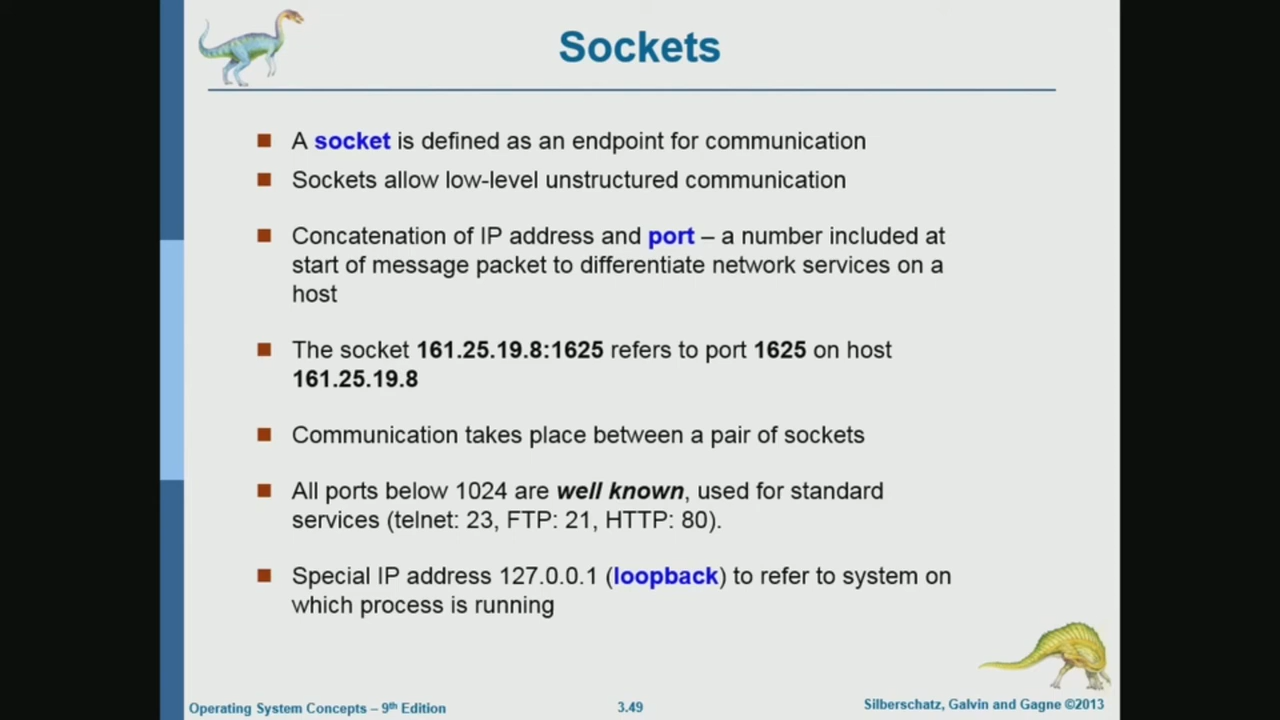 Sockets
A socket is defined as an endpoint for communication
Sockets allow low-level unstructured communication
Concatenation of IP address and port – a number included at
start of message packet to differentiate network services on a
host
The socket 161.25.19.8:1625 refers to port 1625 on host
161.25.19.8
Communication takes place between a pair of sockets
All ports below 1024 are well known, used for standard
services (telnet: 23, FTP: 21, HTTP: 80).
Special IP address 127.0.0.1 (loopback) to refer to system on
which process is running
Operating System Concepts – 9th Edition
3.49
Silberschatz, Galvin and Gagne ©2013